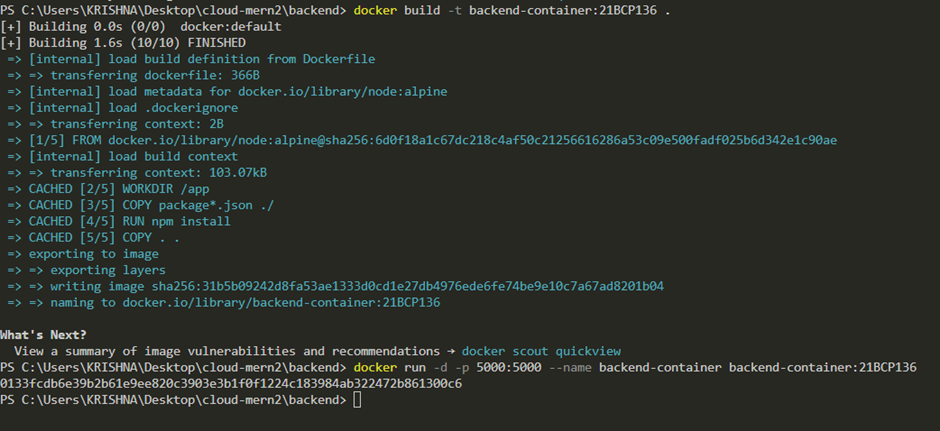 PS C:\Users\KRISHNA\Desktop\cloud-mern2\backend> docker build -t backend-container:21BCP136 .
[+] Building 0.0s (0/0)  docker:default
[+] Building 1.6s (10/10) FINISHED
=> [internal] load build definition from Dockerfile
=> => transferring dockerfile: 366B
=> [internal] load metadata for docker.io/library/node:alpine
=> [internal] load .dockerignore
=> => transferring context: 2B
=> [1/5] FROM docker.io/library/node:alpine@sha256:6d0f18a1c67dc218c4af50c21256616286a53c09e500fadf025b6d342e1c90ae
=> [internal] load build context
=> => transferring context: 103.07kB
=> CACHED [2/5] WORKDIR /app
=> CACHED [3/5] COPY package*.json ./
=> CACHED [4/5] RUN npm install
=> CACHED [5/5] COPY . .
=> exporting to image
=> => exporting layers
=> => writing image sha256:31b5b09242d8fa53ae1333d0cd1e27db4976ede6fe74be9e10c7a67ad8201b04
=> => naming to docker.io/library/backend-container:21BCP136
What's Next?
View a summary of image vulnerabilities and recommendations → docker scout quickview
PS C:\Users\KRISHNA\Desktop\cloud-mern2\backend> docker run -d -p 5000:5000 --name backend-container backend-container:21BCP136
0133fcdb6e39b2b61e9ee820c3903e3b1f0f1224c183984ab322472b861300c6
PS C:\Users\KRISHNA\Desktop\cloud-mern2\backend>